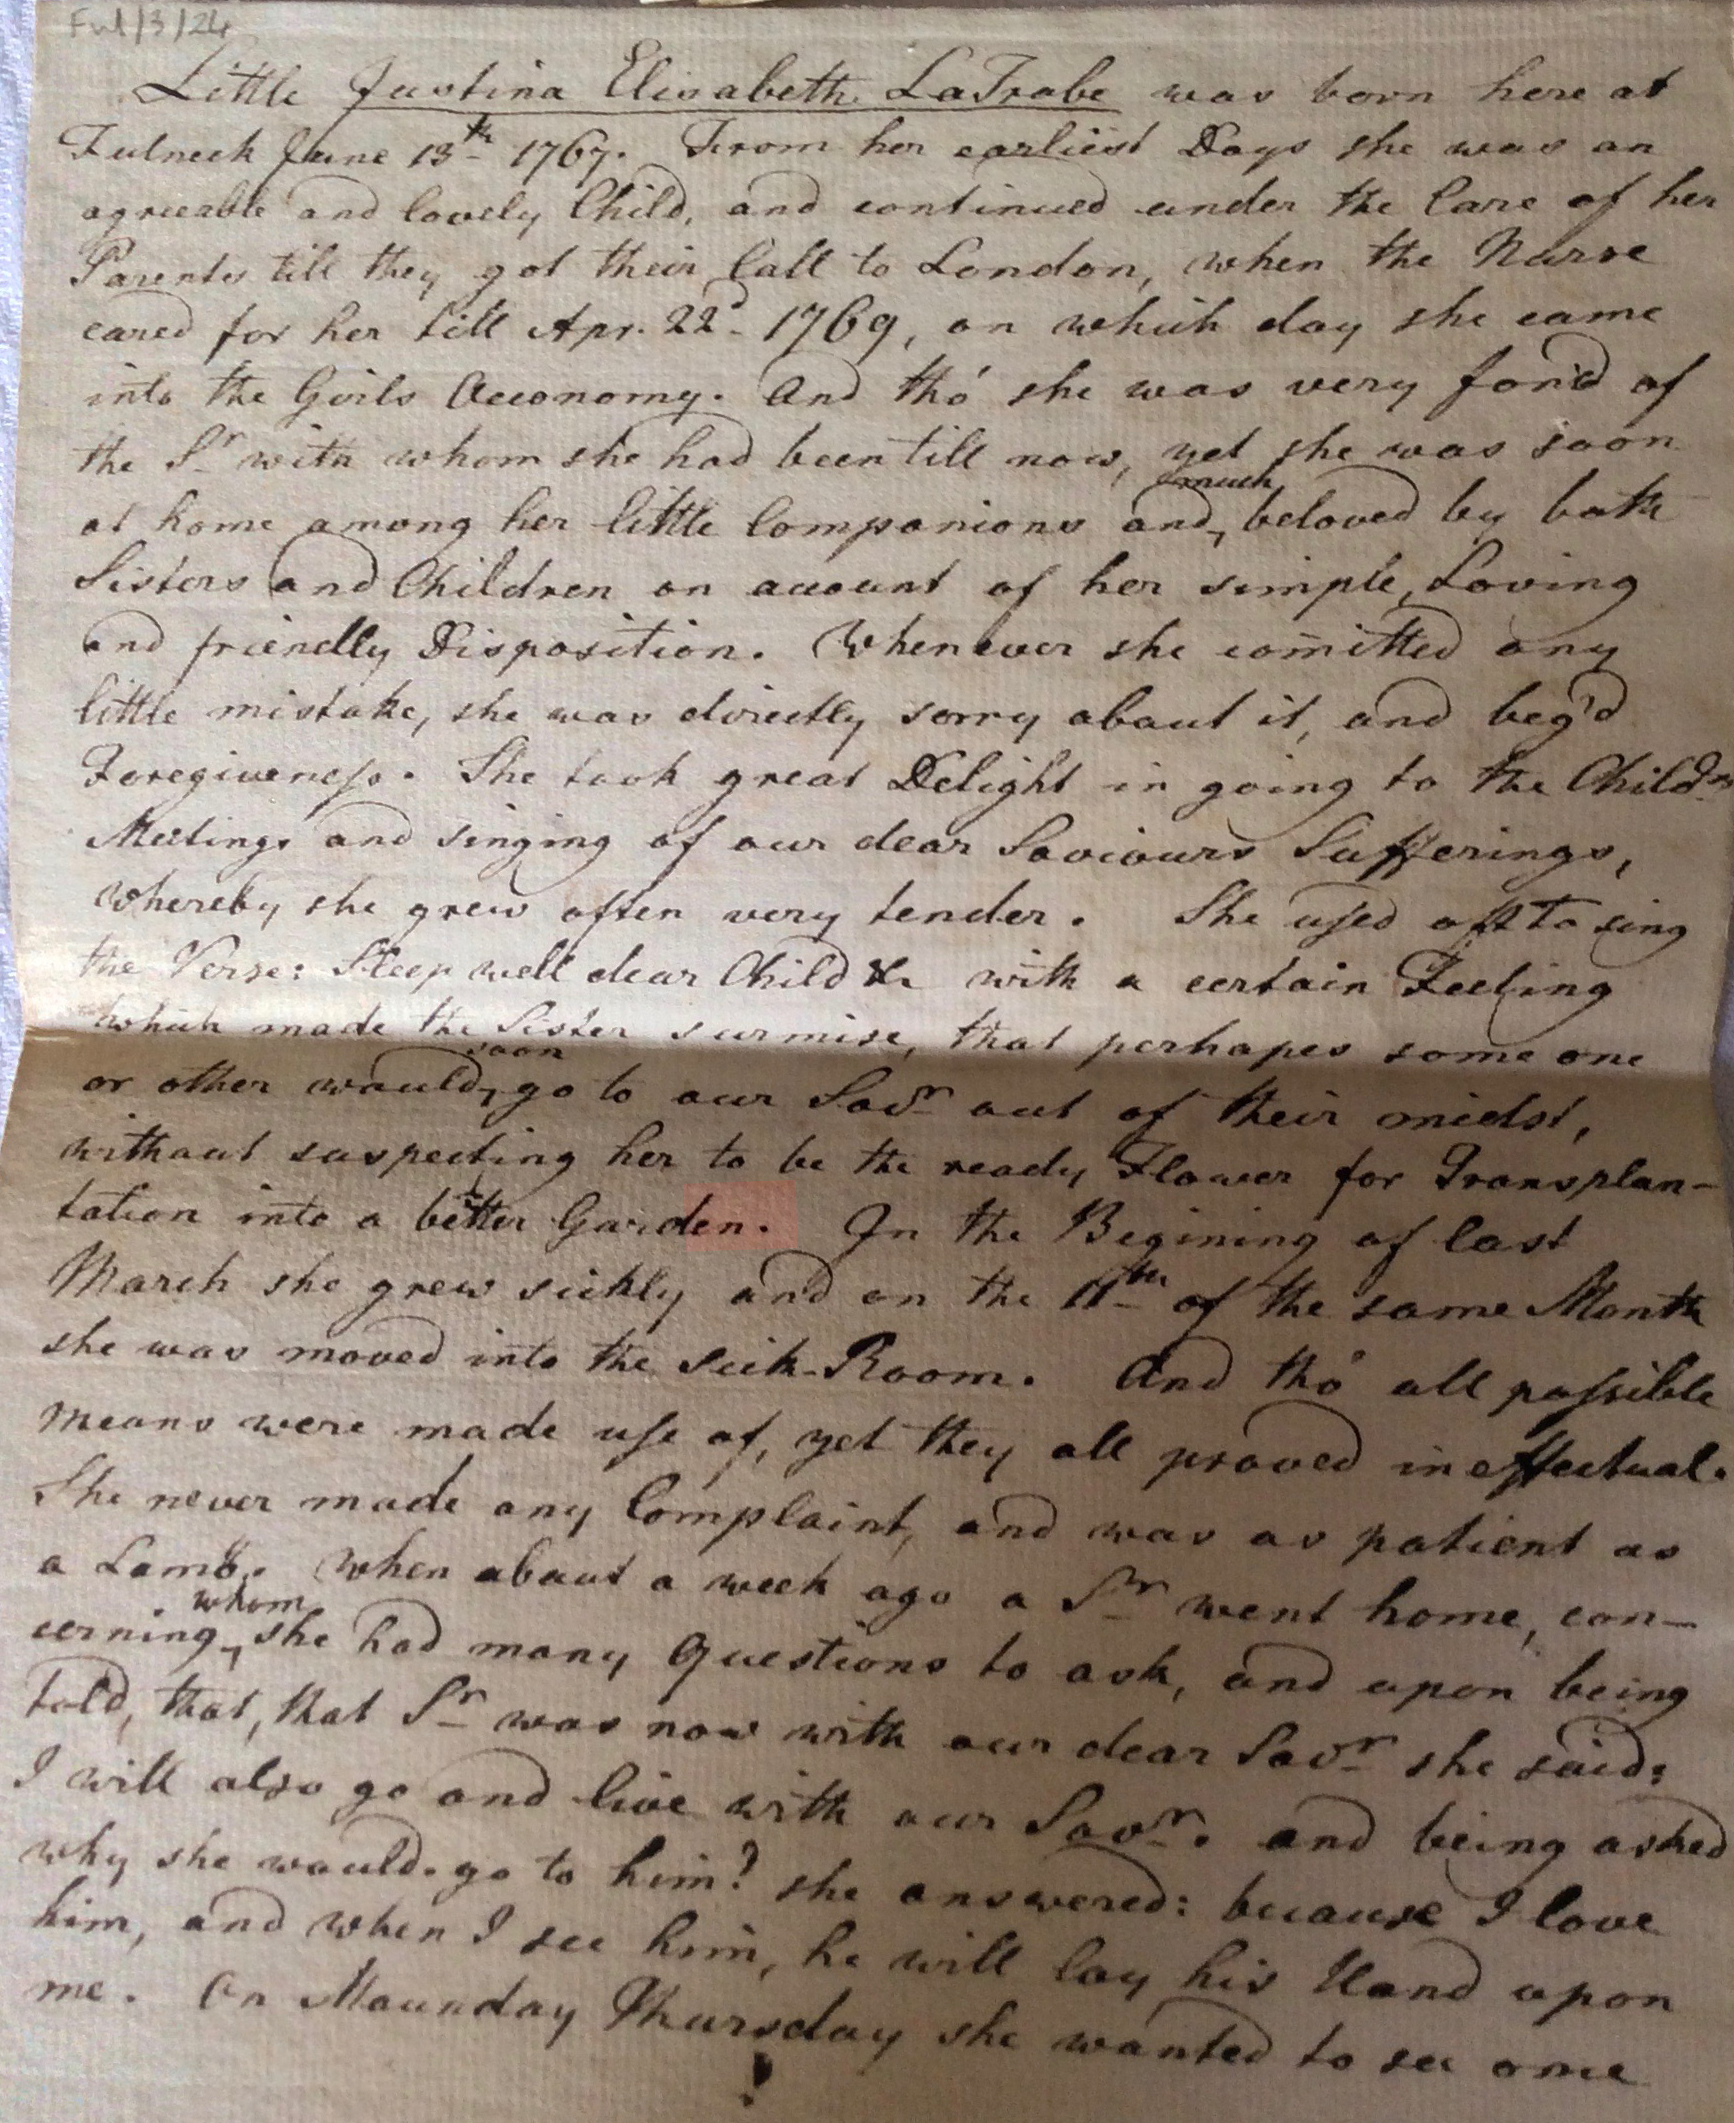 Ful/3/24
Little Justina Elisabeth LaTrobe was born here at
Fulneck June 13th 1767. From her earliest Days she was an
agreeable and lovely Child, and continued under the Care of her
Parents till they got their Call to London, when the Nurse
cared for her till Apr. 22d 1769, on which day she came
into the Girls Oeconomy. And tho' she was very fon'd of
the Sr with whom she had been till now, yet she was soon
at home among her little Companions and much beloved by both
Sisters and Children on account of her simple, Loving
and friendly Disposition. Whenever she com̄itted any
little mistake, she was directly sorry about it, and beg'd
Foregiveness. She took great Delight in going to the Childn
Meetings and singing of our dear Saviours Sufferings,
whereby she grew often very tender. She used oft to sing
the Verse: Sleep well dear Child &c with a certain Feeling
which made the Sister surmise, that perhaps some one
or other would soon go to our Savr out of their midst,
without suspecting her to be the ready Flower for Transplan-
tation into a better Garden. In the Begining of last
March she grew sickly and on the 11th of the same Month
she was moved into the Sick-Room. And tho' all possible
means were made use of, yet they all proved ineffectual.
She never made any Complaint, and was as patient as
a Lamb. When about a week ago a Sr went home, con-
cerning whom she had many Questions to ask, and upon being
told, that, that Sr was now with our dear Savr she said:
I will also go and live with our Savr. and being asked
why she would go to him? she answered: because I love
him, and when I see him, he will lay his Hand upon
me. On Maunday Thursday she wanted to see once